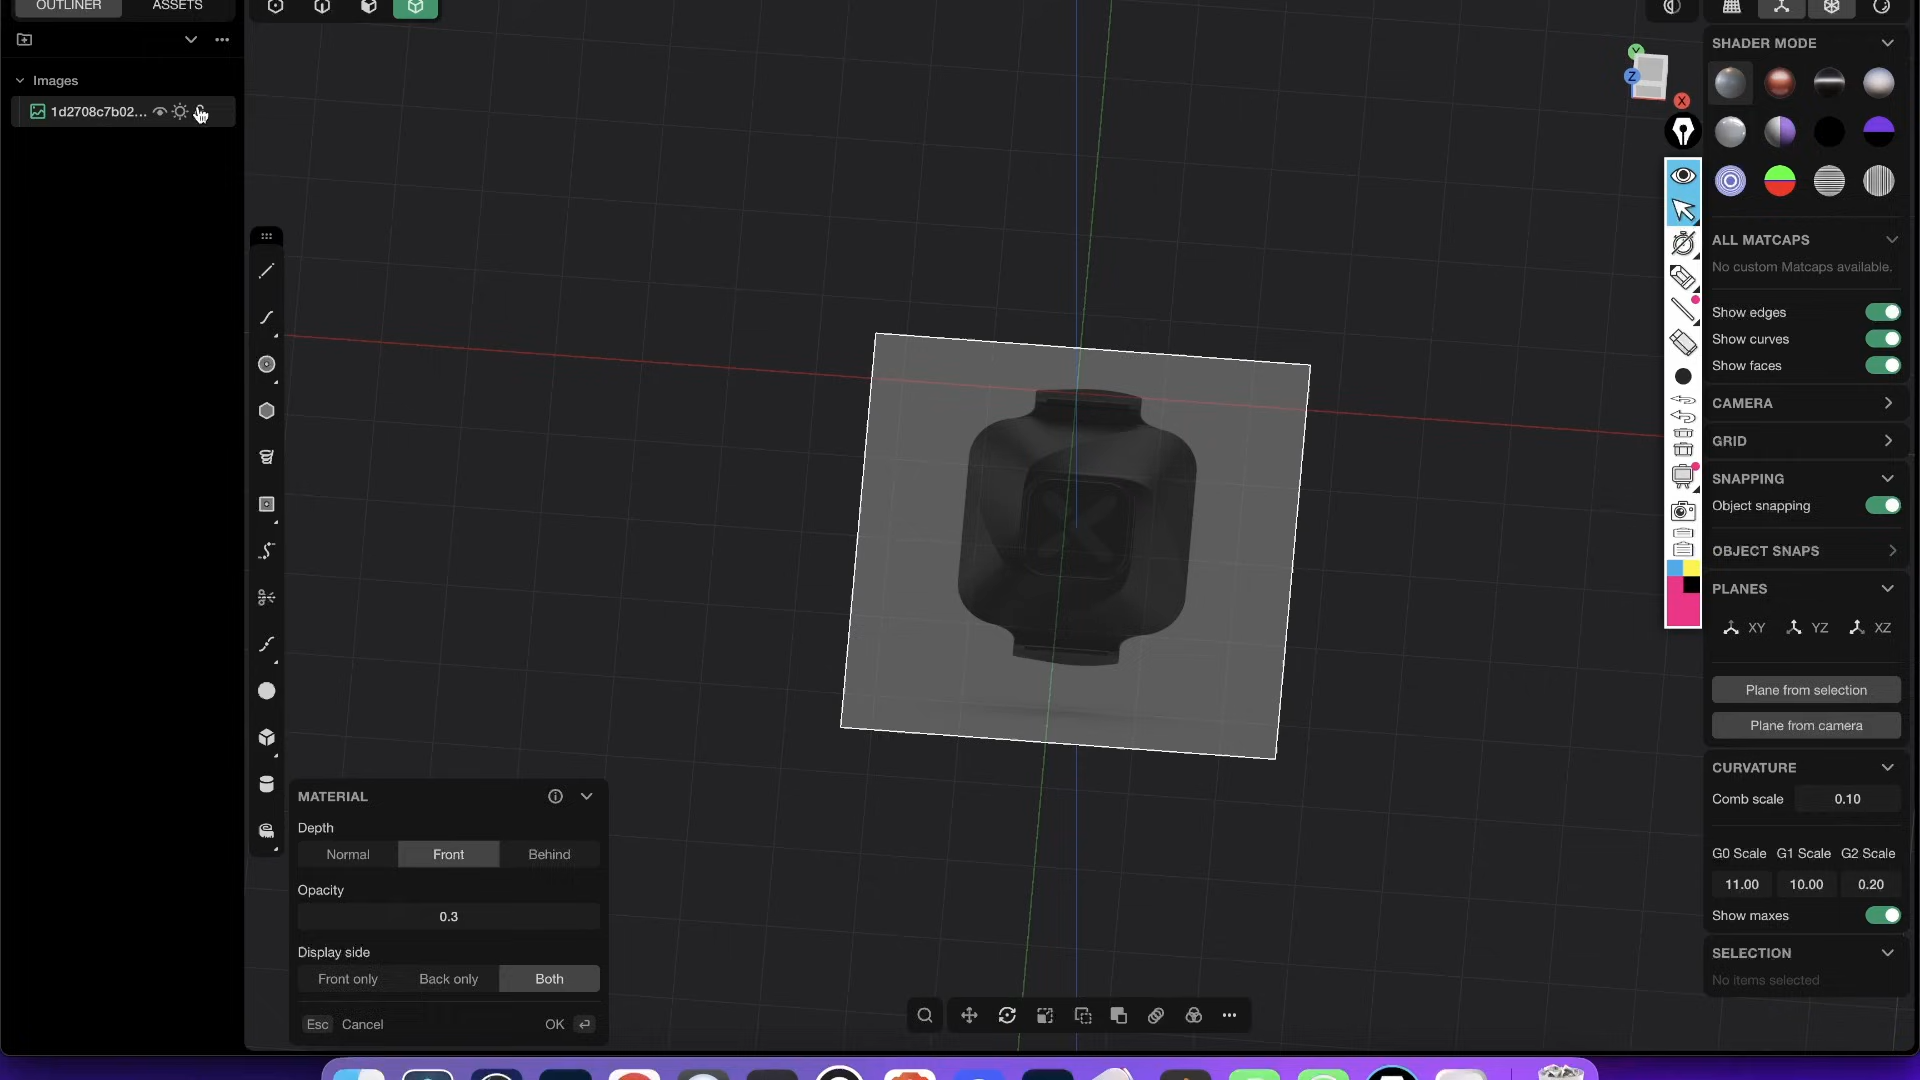 OUTLINER
ASSETS
Images
1d2708c7b02...
Y
Z
X
SHADER MODE
ALL MATCAPS
No custom Matcaps available.
Show edges
Show curves
Show faces
CAMERA
GRID
SNAPPING
Object snapping
OBJECT SNAPS
PLANES
XY
YZ
XZ
Plane from selection
Plane from camera
CURVATURE
Comb scale
0.10
G0 Scale
G1 Scale
G2 Scale
11.00
10.00
0.20
Show maxes
SELECTION
No items selected
MATERIAL
Depth
Normal
Front
Behind
Opacity
0.3
Display side
Front only
Back only
Both
Esc
Cancel
OK